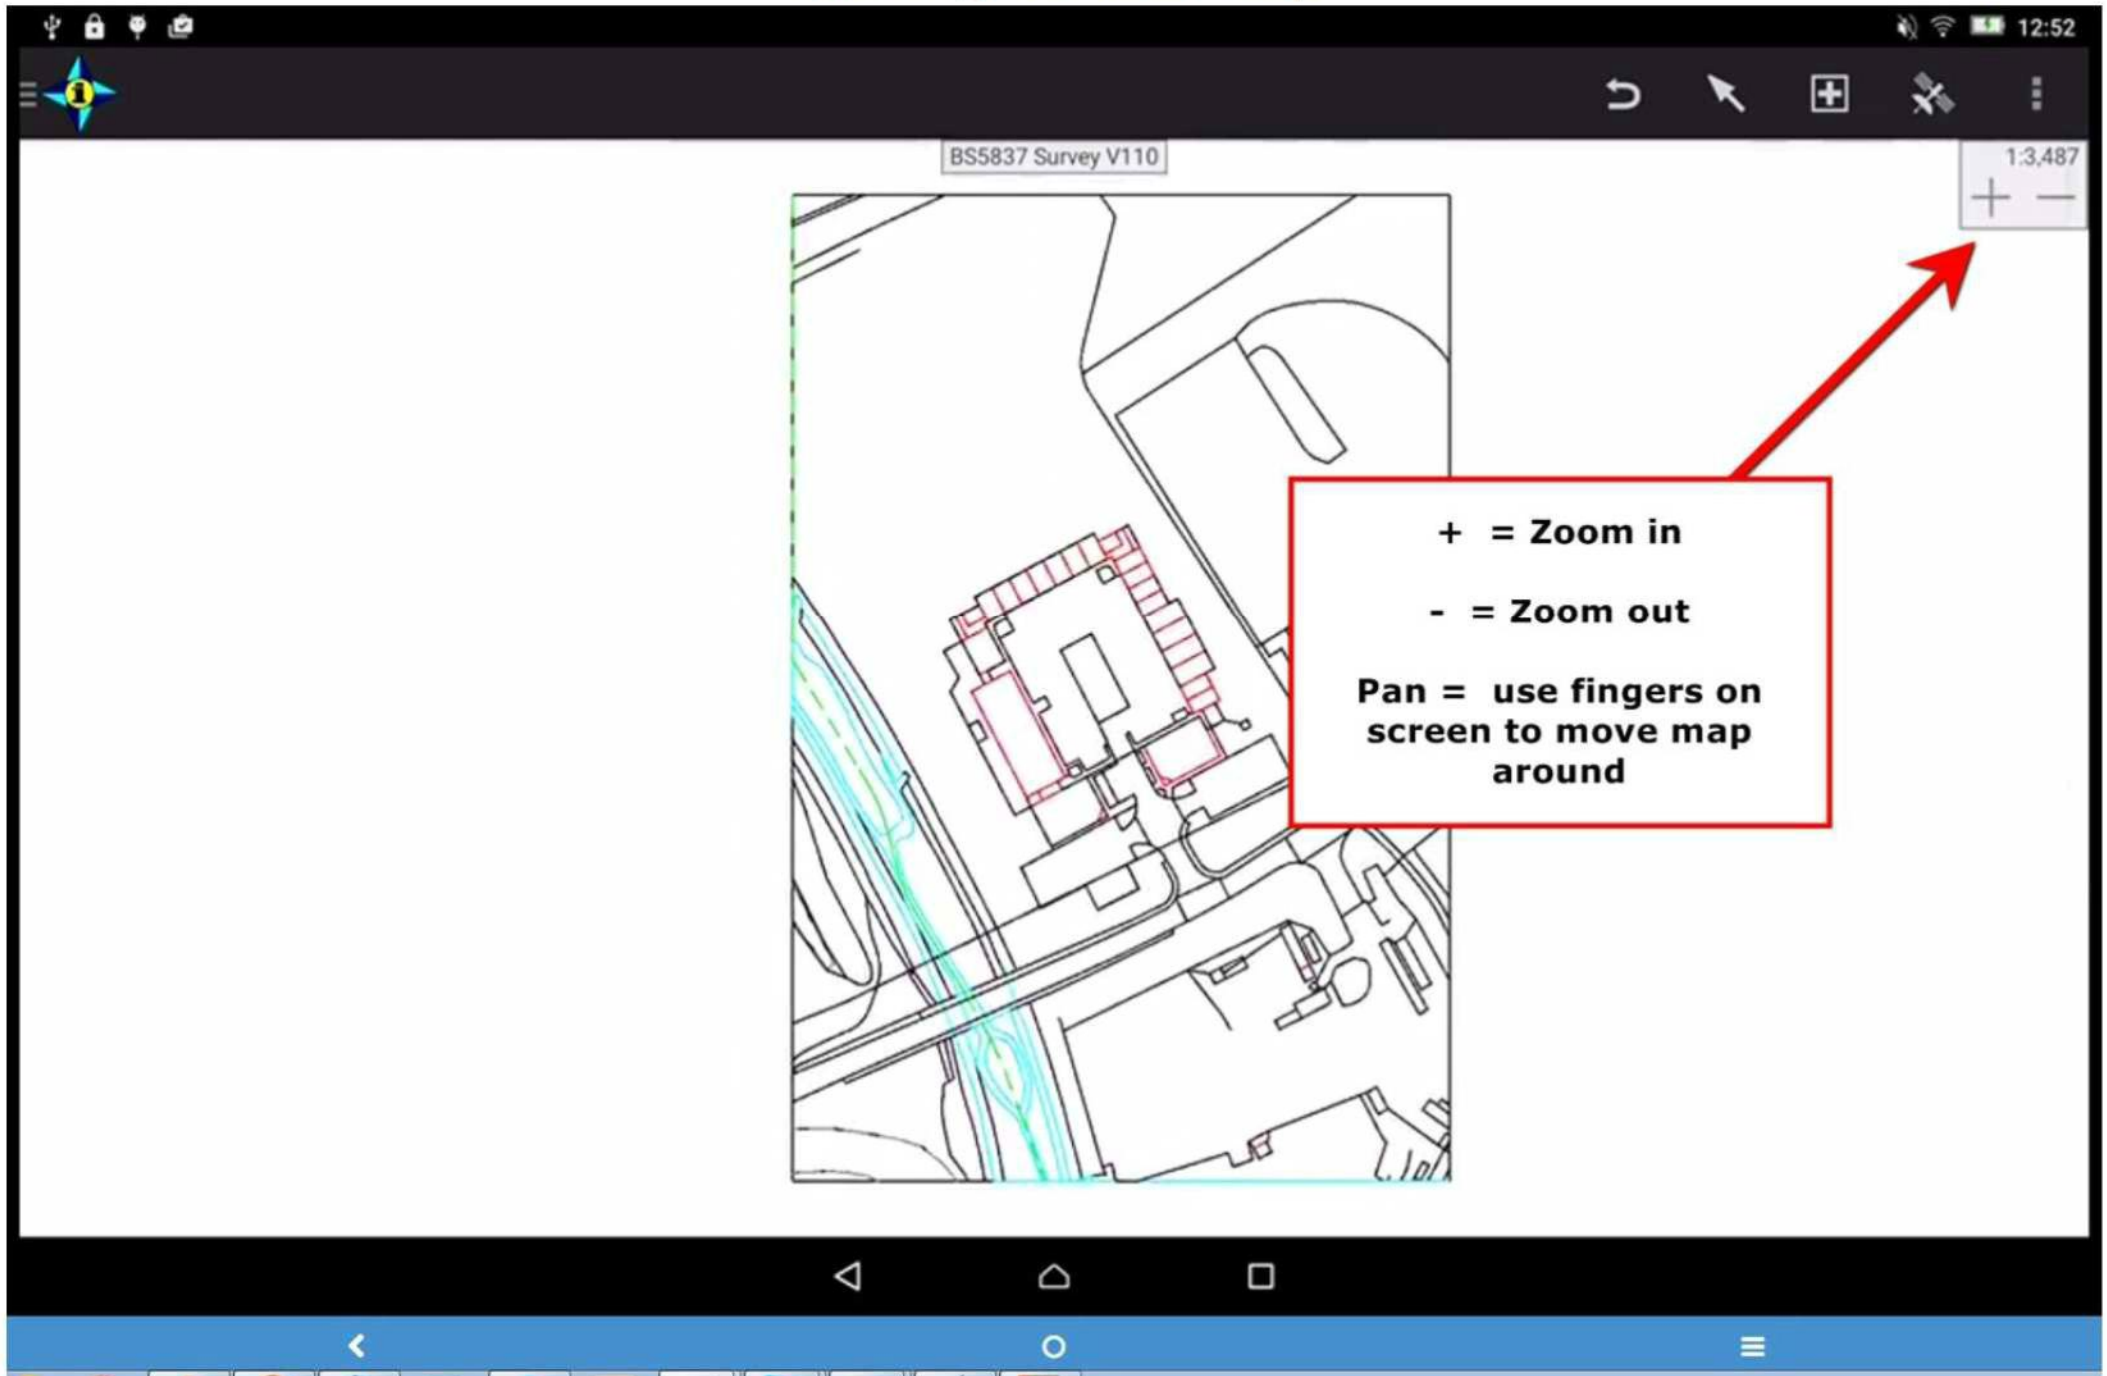 12:52
i
BS5837 Survey V110
1:3,487
+ −
+ = Zoom in
- = Zoom out
Pan = use fingers on
screen to move map
around